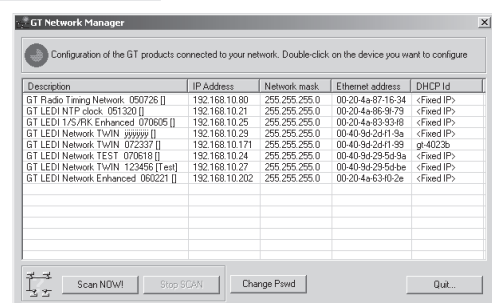 GT Network Manager
Configuration of the GT products connected to your network. Double-click on the device you want to configure
Description IP Address Network mask Ethernet address DHCP Id
GT Radio Timing Network 050726 [] 192.168.10.80 255.255.255.0 00-20-4a-87-16-34 <Fixed IP>
GT LEDI NTP clock 051320 [] 192.168.10.21 255.255.255.0 00-20-4a-86-9f-79 <Fixed IP>
GT LEDI 1/S/RK Enhanced 070605 [] 192.168.10.25 255.255.255.0 00-20-4a-83-93-f8 <Fixed IP>
GT LEDI Network TWIN ÿÿÿÿÿÿ [] 192.168.10.29 255.255.255.0 00-40-9d-2d-f1-9a <Fixed IP>
GT LEDI Network TWIN 072337 [] 192.168.10.171 255.255.255.0 00-40-9d-2d-f1-99 gt-4023b
GT LEDI Network TEST 070618 [] 192.168.10.24 255.255.255.0 00-40-9d-29-5d-9a <Fixed IP>
GT LEDI Network TWIN 123456 [Test] 192.168.10.27 255.255.255.0 00-40-9d-29-5d-be <Fixed IP>
GT LEDI Network Enhanced 060221 [] 192.168.10.202 255.255.255.0 00-20-4a-63-f0-2e <Fixed IP>
Scan NOW! Stop SCAN Change Pswd Quit...